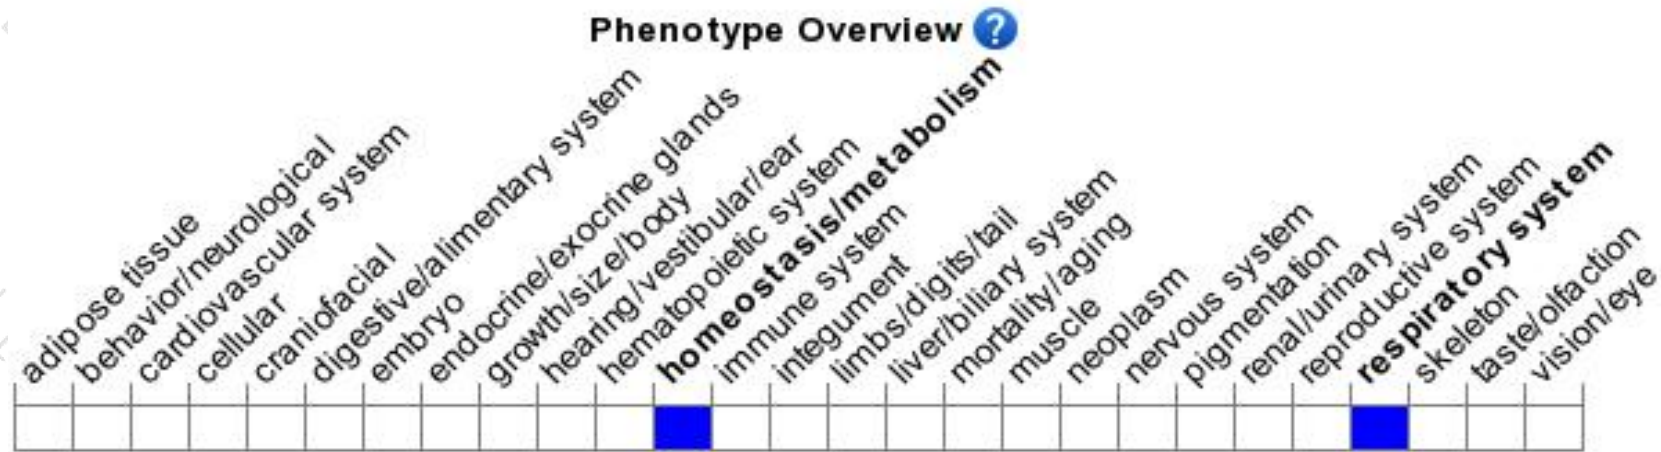 Phenotype Overview ?
adipose tissue
behavior/neurological
cardiovascular system
cellular
craniofacial
digestive/alimentary system
embryo
endocrine/exocrine glands
growth/size/body
hearing/vestibular/ear
hematopoietic system
homeostasis/metabolism
immune system
integument
limbs/digits/tail
liver/biliary system
mortality/aging
muscle
neoplasm
nervous system
pigmentation
renal/urinary system
reproductive system
respiratory system
skeleton
taste/olfaction
vision/eye